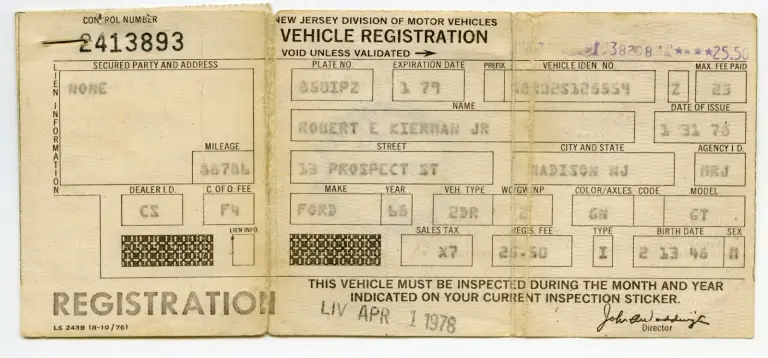 CONTROL NUMBER
2413893
NEW JERSEY DIVISION OF MOTOR VEHICLES
VEHICLE REGISTRATION
VOID UNLESS VALIDATED
25.50
LIEN INFORMATION
SECURED PARTY AND ADDRESS
NONE
PLATE NO.
EXPIRATION DATE
1 79
PREFIX
VEHICLE IDEN. NO.
Z
MAX. FEE PAID
23
NAME
ROBERT E KIERNAN JR
DATE OF ISSUE
1 31 78
MILEAGE
STREET
13 PROSPECT ST
CITY AND STATE
MADISON NJ
AGENCY I.D.
MRJ
DEALER I.D.
CS
C. OF O. FEE
F4
MAKE
FORD
YEAR
VEH. TYPE
2DR
WC/GW/NP
COLOR/AXLES CODE
GN
MODEL
GT
LIEN INFO.
SALES TAX
X7
REGIS. FEE
25.50
TYPE
I
BIRTH DATE
2 13 46
SEX
M
REGISTRATION
LS 243B (R-10/76)
THIS VEHICLE MUST BE INSPECTED DURING THE MONTH AND YEAR
INDICATED ON YOUR CURRENT INSPECTION STICKER.
LIV APR 1 1978
Director